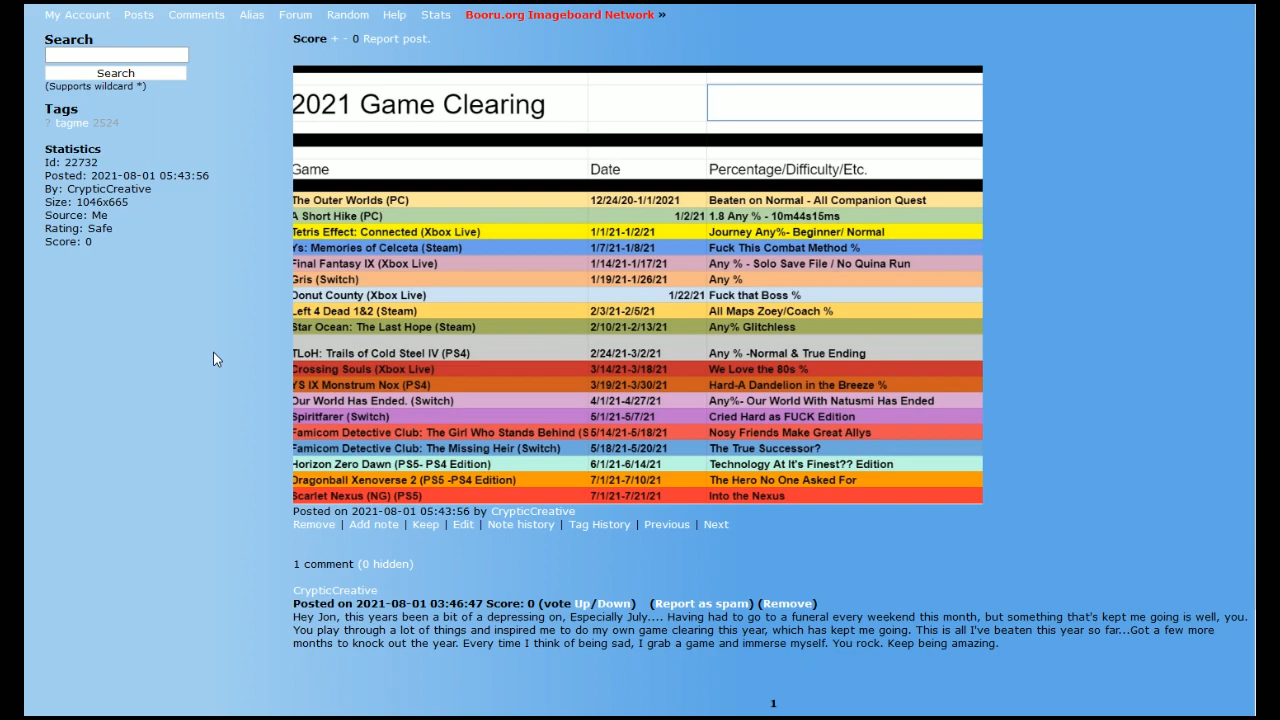 My Account Posts Comments Alias Forum Random Help Stats Booru.org Imageboard Network »
Search
Search
(Supports wildcard *)
Tags
? tagme 2524
Statistics
Id: 22732
Posted: 2021-08-01 05:43:56
By: CrypticCreative
Size: 1046x665
Source: Me
Rating: Safe
Score: 0
Score + - 0 Report post.
2021 Game Clearing
Game Date Percentage/Difficulty/Etc.
The Outer Worlds (PC) 12/24/20-1/1/2021 Beaten on Normal - All Companion Quest
A Short Hike (PC) 1/2/21 1.8 Any % - 10m44s15ms
Tetris Effect: Connected (Xbox Live) 1/1/21-1/2/21 Journey Any%- Beginner/ Normal
Ys: Memories of Celceta (Steam) 1/7/21-1/8/21 Fuck This Combat Method %
Final Fantasy IX (Xbox Live) 1/14/21-1/17/21 Any % - Solo Save File / No Quina Run
Gris (Switch) 1/19/21-1/26/21 Any %
Donut County (Xbox Live) 1/22/21 Fuck that Boss %
Left 4 Dead 1&2 (Steam) 2/3/21-2/5/21 All Maps Zoey/Coach %
Star Ocean: The Last Hope (Steam) 2/10/21-2/13/21 Any% Glitchless
TLoH: Trails of Cold Steel IV (PS4) 2/24/21-3/2/21 Any % -Normal & True Ending
Crossing Souls (Xbox Live) 3/14/21-3/18/21 We Love the 80s %
YS IX Monstrum Nox (PS4) 3/19/21-3/30/21 Hard-A Dandelion in the Breeze %
Our World Has Ended. (Switch) 4/1/21-4/27/21 Any%- Our World With Natusmi Has Ended
Spiritfarer (Switch) 5/1/21-5/7/21 Cried Hard as FUCK Edition
Famicom Detective Club: The Girl Who Stands Behind (S 5/14/21-5/18/21 Nosy Friends Make Great Allys
Famicom Detective Club: The Missing Heir (Switch) 5/18/21-5/20/21 The True Successor?
Horizon Zero Dawn (PS5- PS4 Edition) 6/1/21-6/14/21 Technology At It's Finest?? Edition
Dragonball Xenoverse 2 (PS5 -PS4 Edition) 7/1/21-7/10/21 The Hero No One Asked For
Scarlet Nexus (NG) (PS5) 7/1/21-7/21/21 Into the Nexus
Posted on 2021-08-01 05:43:56 by CrypticCreative
Remove | Add note | Keep | Edit | Note history | Tag History | Previous | Next
1 comment (0 hidden)
CrypticCreative
Posted on 2021-08-01 03:46:47 Score: 0 (vote Up/Down) (Report as spam) (Remove)
Hey Jon, this years been a bit of a depressing on, Especially July.... Having had to go to a funeral every weekend this month, but something that's kept me going is well, you.
You play through a lot of things and inspired me to do my own game clearing this year, which has kept me going. This is all I've beaten this year so far...Got a few more
months to knock out the year. Every time I think of being sad, I grab a game and immerse myself. You rock. Keep being amazing.
1